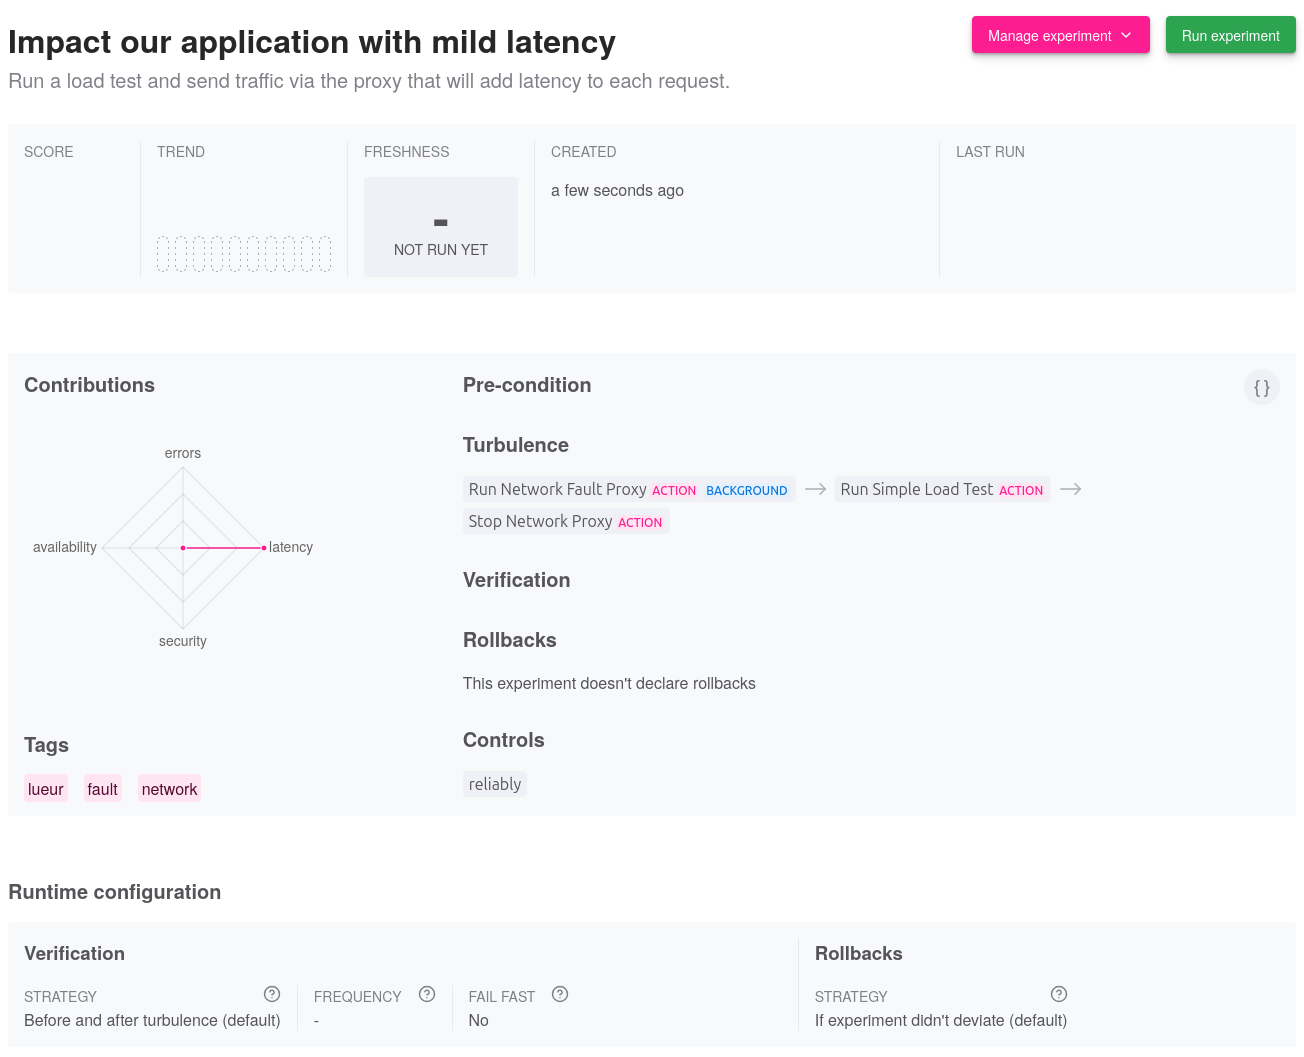 Impact our application with mild latency
Manage experiment
Run experiment
Run a load test and send traffic via the proxy that will add latency to each request.
SCORE
TREND
FRESHNESS
-
NOT RUN YET
CREATED
a few seconds ago
LAST RUN
Contributions
errors
availability
latency
security
Tags
lueur fault network
Pre-condition
{ }
Turbulence
Run Network Fault Proxy ACTION BACKGROUND → Run Simple Load Test ACTION →
Stop Network Proxy ACTION
Verification
Rollbacks
This experiment doesn't declare rollbacks
Controls
reliably
Runtime configuration
Verification
STRATEGY ?
Before and after turbulence (default)
FREQUENCY ?
-
FAIL FAST ?
No
Rollbacks
STRATEGY ?
If experiment didn't deviate (default)